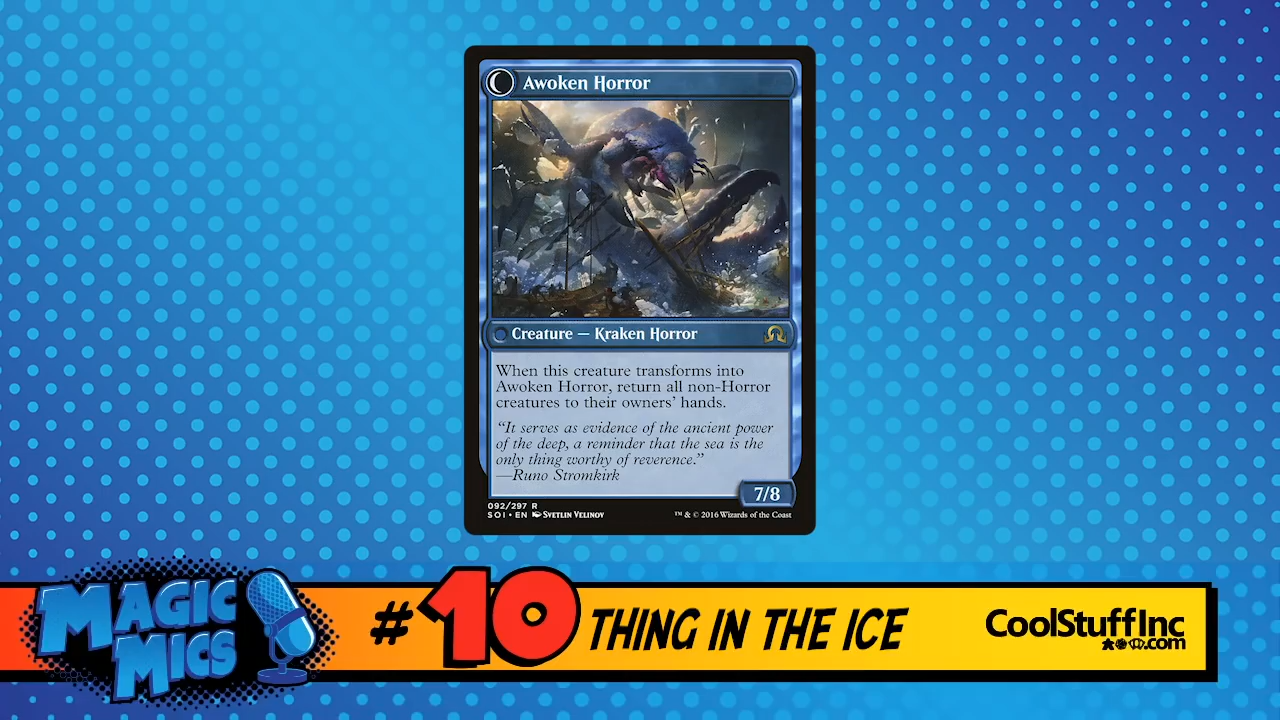 Awoken Horror
Creature — Kraken Horror
When this creature transforms into
Awoken Horror, return all non-Horror
creatures to their owners' hands.
“It serves as evidence of the ancient power
of the deep, a reminder that the sea is the
only thing worthy of reverence.”
—Runo Stromkirk
7/8
092/297 R
SOI • EN SVETLIN VELINOV
™ & © 2016 Wizards of the Coast
MAGIC
MICS
#10 THING IN THE ICE
CoolStuffInc
.com